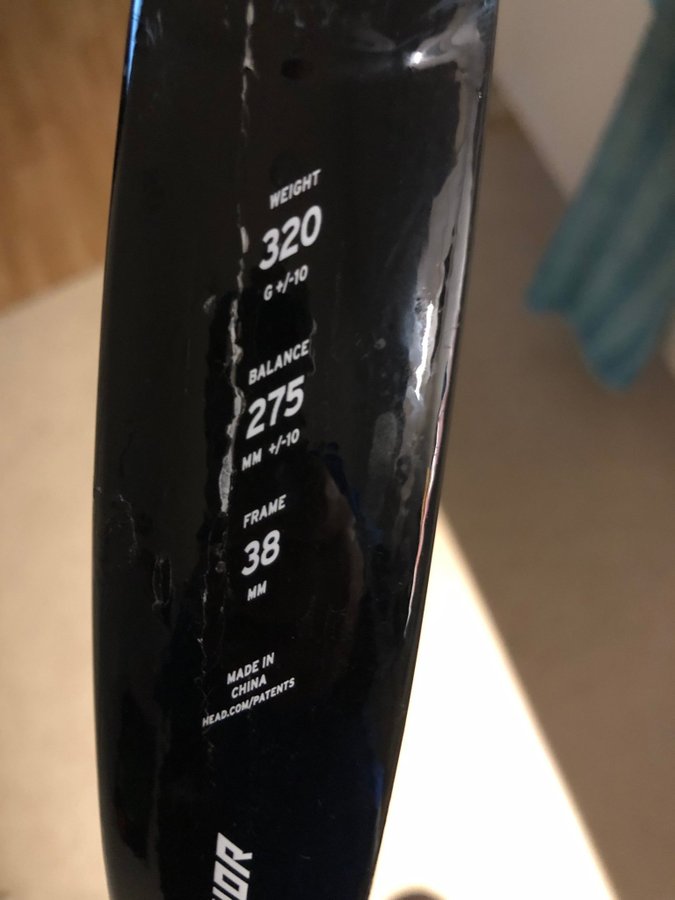 WEIGHT
320
G +/-10
BALANCE
275
MM +/-10
FRAME
38
MM
MADE IN
CHINA
HEAD.COM/PATENTS